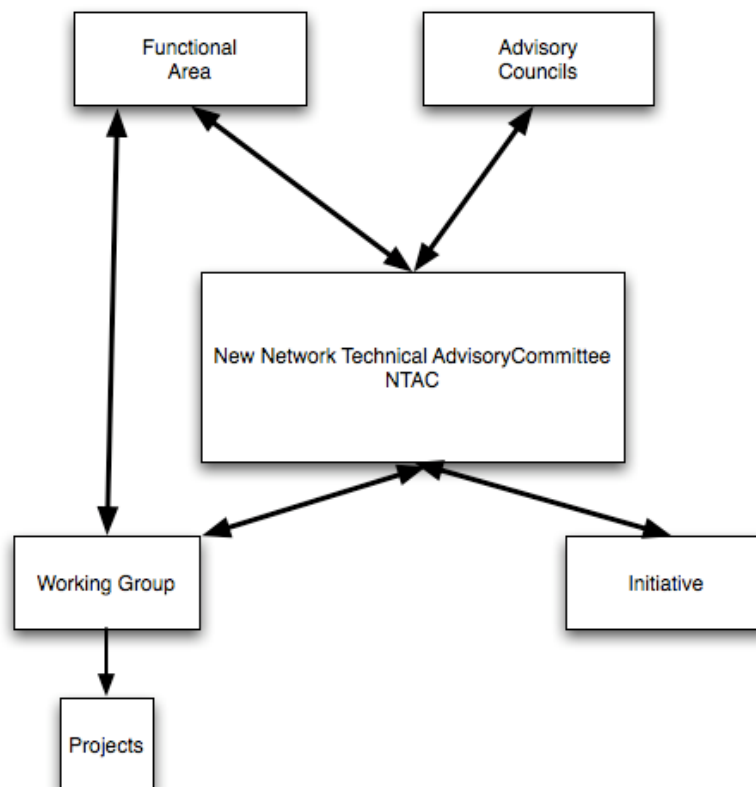 Functional
Area
Advisory
Councils
New Network Technical AdvisoryCommittee
NTAC
Working Group
Initiative
Projects